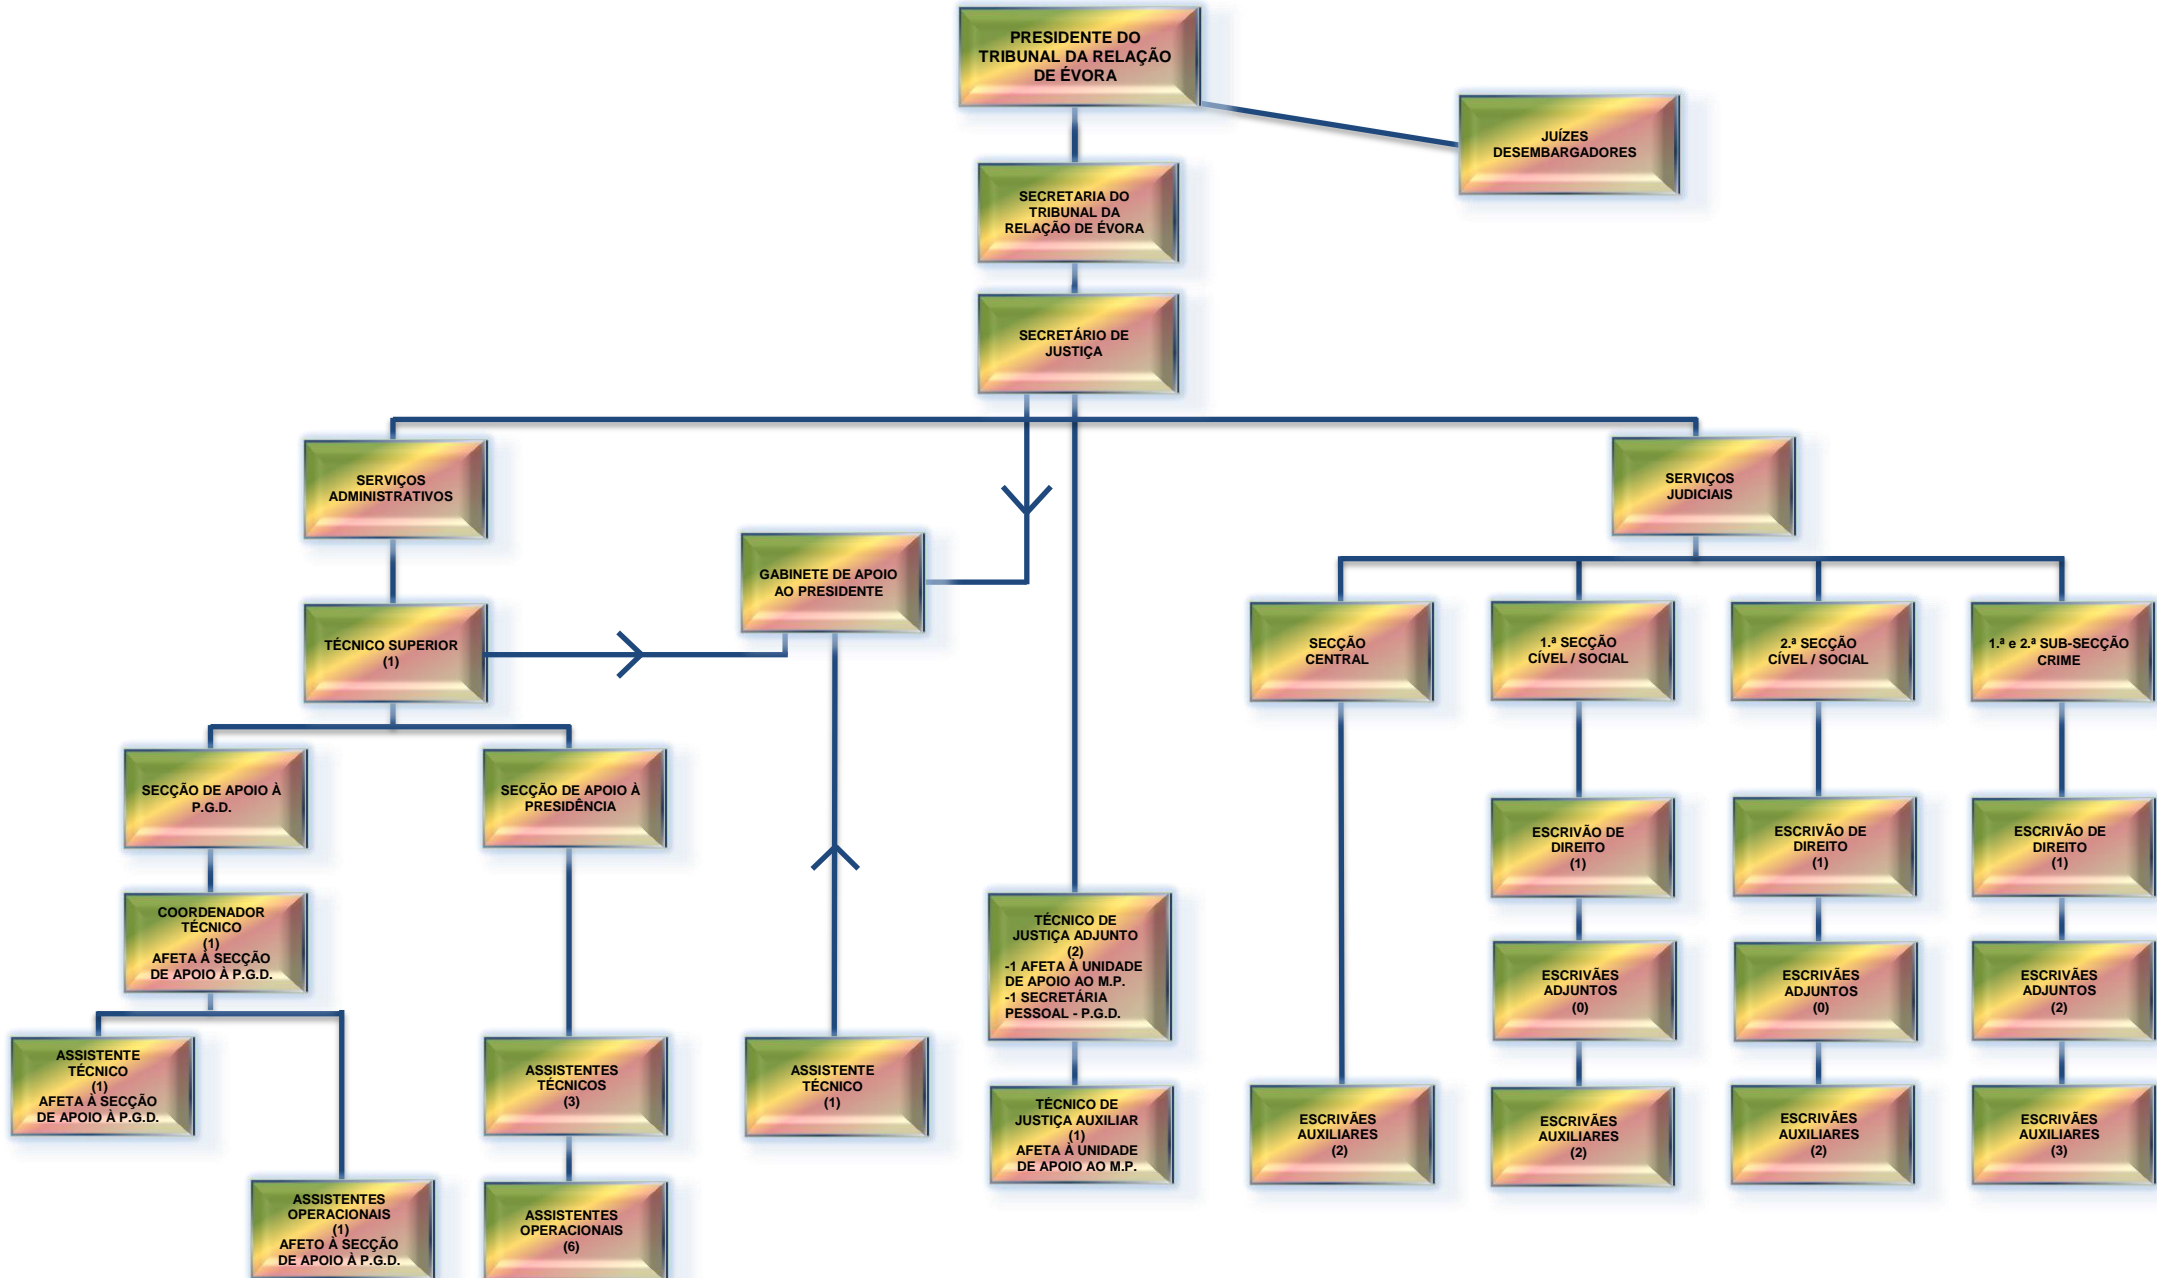 PRESIDENTE DO
TRIBUNAL DA RELAÇÃO
DE ÉVORA
JUÍZES
DESEMBARGADORES
SECRETARIA DO
TRIBUNAL DA
RELAÇÃO DE ÉVORA
SECRETÁRIO DE
JUSTIÇA
SERVIÇOS
ADMINISTRATIVOS
SERVIÇOS
JUDICIAIS
GABINETE DE APOIO
AO PRESIDENTE
TÉCNICO SUPERIOR
(1)
SECÇÃO
CENTRAL
1.ª SECÇÃO
CÍVEL / SOCIAL
2.ª SECÇÃO
CÍVEL / SOCIAL
1.ª e 2.ª SUB-SECÇÃO
CRIME
SECÇÃO DE APOIO À
P.G.D.
SECÇÃO DE APOIO À
PRESIDÊNCIA
ESCRIVÃO DE
DIREITO
(1)
ESCRIVÃO DE
DIREITO
(1)
ESCRIVÃO DE
DIREITO
(1)
COORDENADOR
TÉCNICO
(1)
AFETA À SECÇÃO
DE APOIO À P.G.D.
TÉCNICO DE
JUSTIÇA ADJUNTO
(2)
-1 AFETA À UNIDADE
DE APOIO AO M.P.
-1 SECRETÁRIA
PESSOAL - P.G.D.
ESCRIVÃES
ADJUNTOS
(0)
ESCRIVÃES
ADJUNTOS
(0)
ESCRIVÃES
ADJUNTOS
(2)
ASSISTENTE
TÉCNICO
(1)
AFETA À SECÇÃO
DE APOIO À P.G.D.
ASSISTENTES
TÉCNICOS
(3)
ASSISTENTE
TÉCNICO
(1)
TÉCNICO DE
JUSTIÇA AUXILIAR
(1)
AFETA À UNIDADE
DE APOIO AO M.P.
ESCRIVÃES
AUXILIARES
(2)
ESCRIVÃES
AUXILIARES
(2)
ESCRIVÃES
AUXILIARES
(2)
ESCRIVÃES
AUXILIARES
(3)
ASSISTENTES
OPERACIONAIS
(1)
AFETO À SECÇÃO
DE APOIO À P.G.D.
ASSISTENTES
OPERACIONAIS
(6)